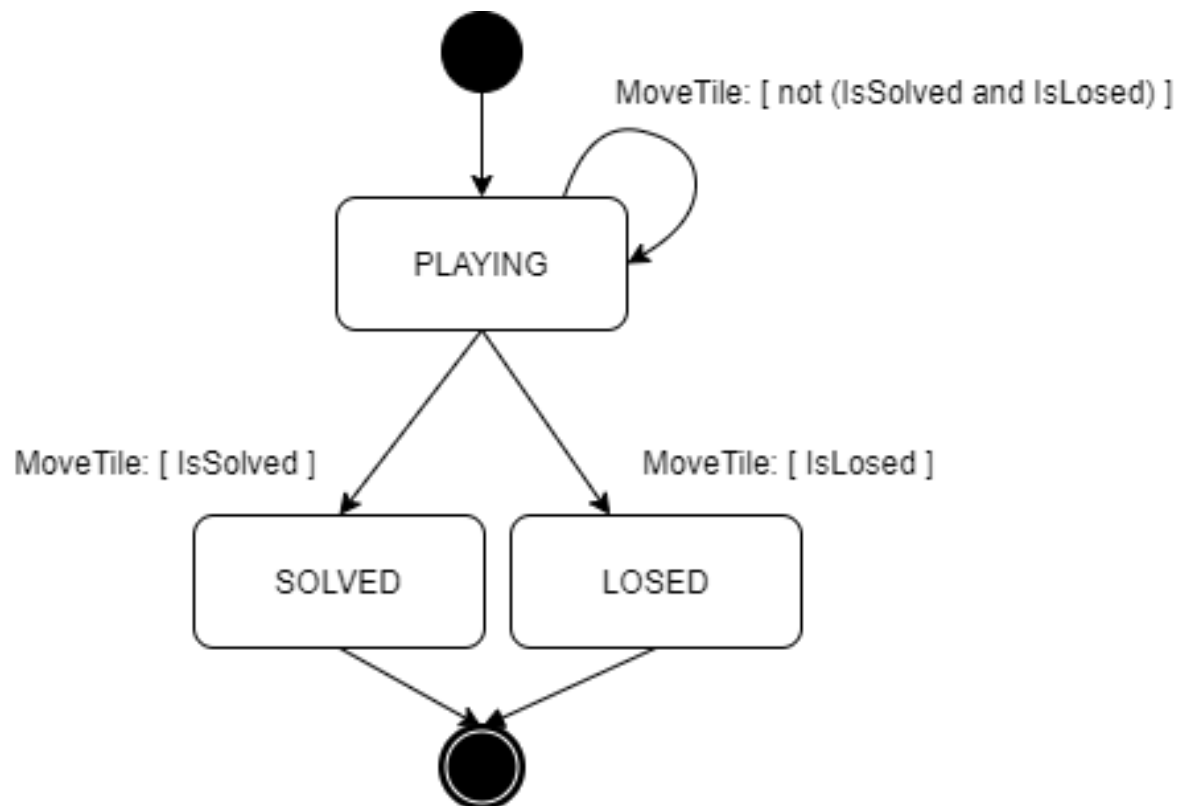 MoveTile: [ not (IsSolved and IsLosed) ]
PLAYING
MoveTile: [ IsSolved ]
MoveTile: [ IsLosed ]
SOLVED
LOSED